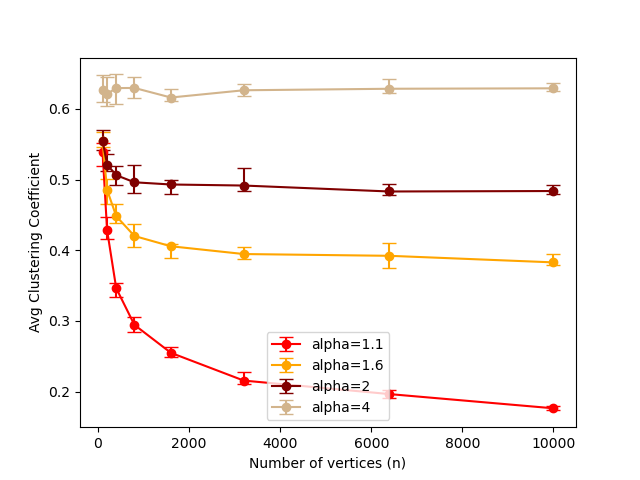 0.6
0.5
0.4
0.3
0.2
Avg Clustering Coefficient
alpha=1.1
alpha=1.6
alpha=2
alpha=4
0 2000 4000 6000 8000 10000
Number of vertices (n)